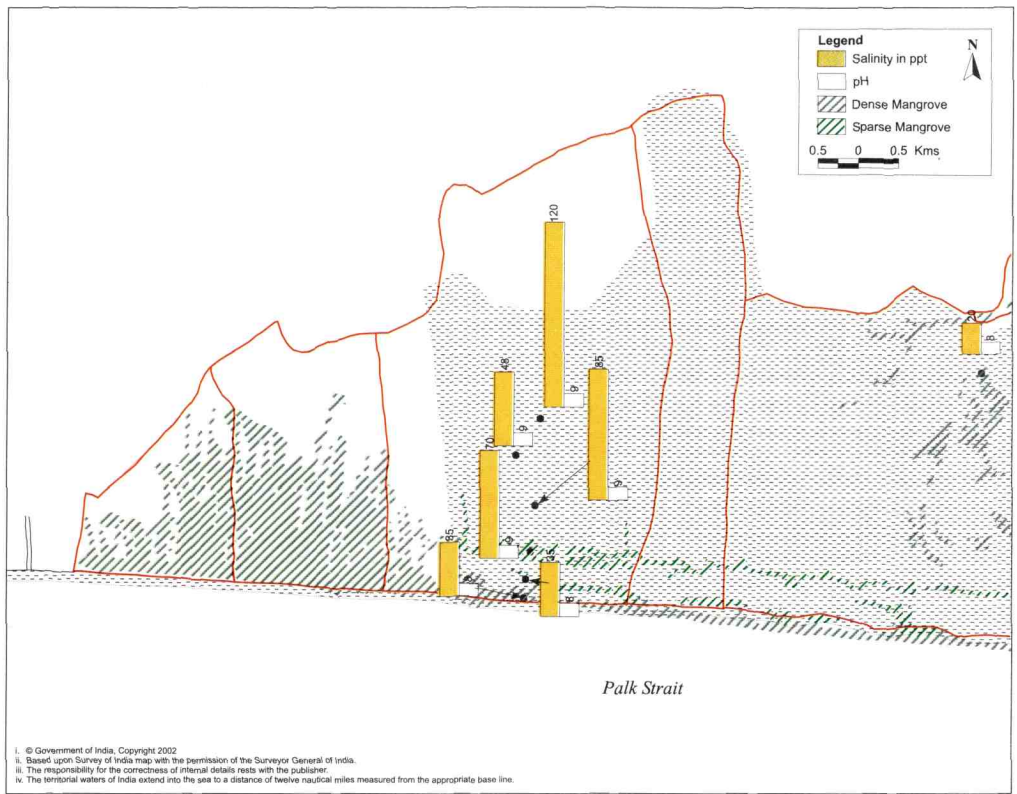 Legend
Salinity in ppt
pH
Dense Mangrove
Sparse Mangrove
N
0.5 0 0.5 Kms
120
9
48
9
85
9
70
9
85
35
8
20
8
Palk Strait
i. © Government of India, Copyright 2002
ii. Based upon Survey of India map with the permission of the Surveyor General of India.
iii. The responsibility for the correctness of internal details rests with the publisher.
iv. The territorial waters of India extend into the sea to a distance of twelve nautical miles measured from the appropriate base line.